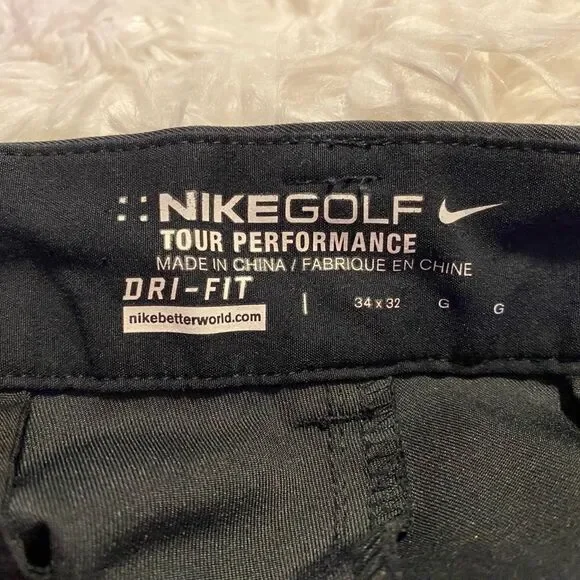 NIKEGOLF
TOUR PERFORMANCE
MADE IN CHINA / FABRIQUE EN CHINE
DRI-FIT
34 x 32 G G
nikebetterworld.com